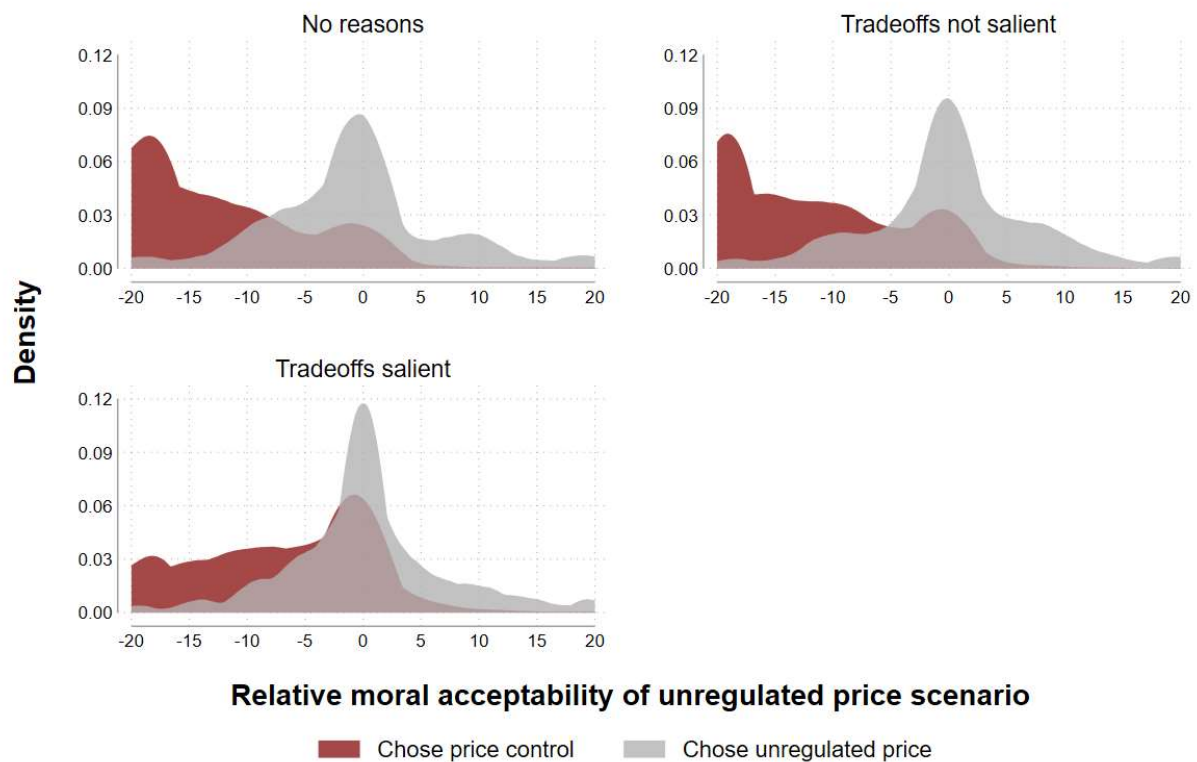 No reasons
Tradeoffs not salient
0.12
0.09
0.06
0.03
0.00
-20 -15 -10 -5 0 5 10 15 20
0.12
0.09
0.06
0.03
0.00
-20 -15 -10 -5 0 5 10 15 20
Density
Tradeoffs salient
0.12
0.09
0.06
0.03
0.00
-20 -15 -10 -5 0 5 10 15 20
Relative moral acceptability of unregulated price scenario
Chose price control
Chose unregulated price